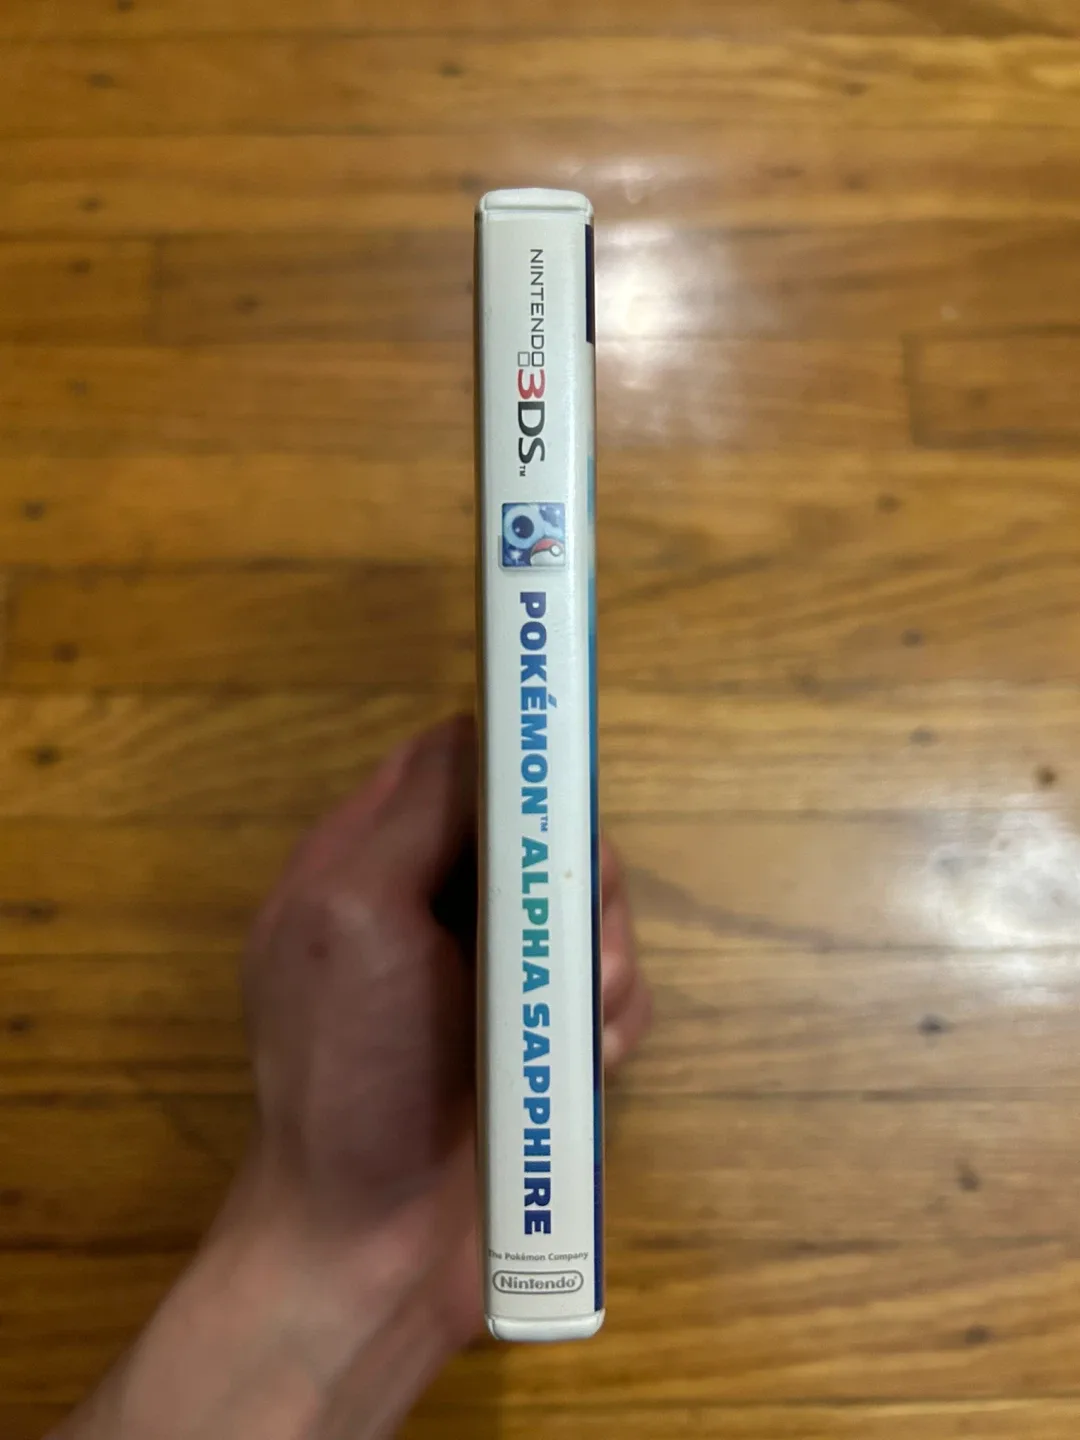 NINTENDO 3DS™
POKÉMON™ ALPHA SAPPHIRE
The Pokémon Company
Nintendo®